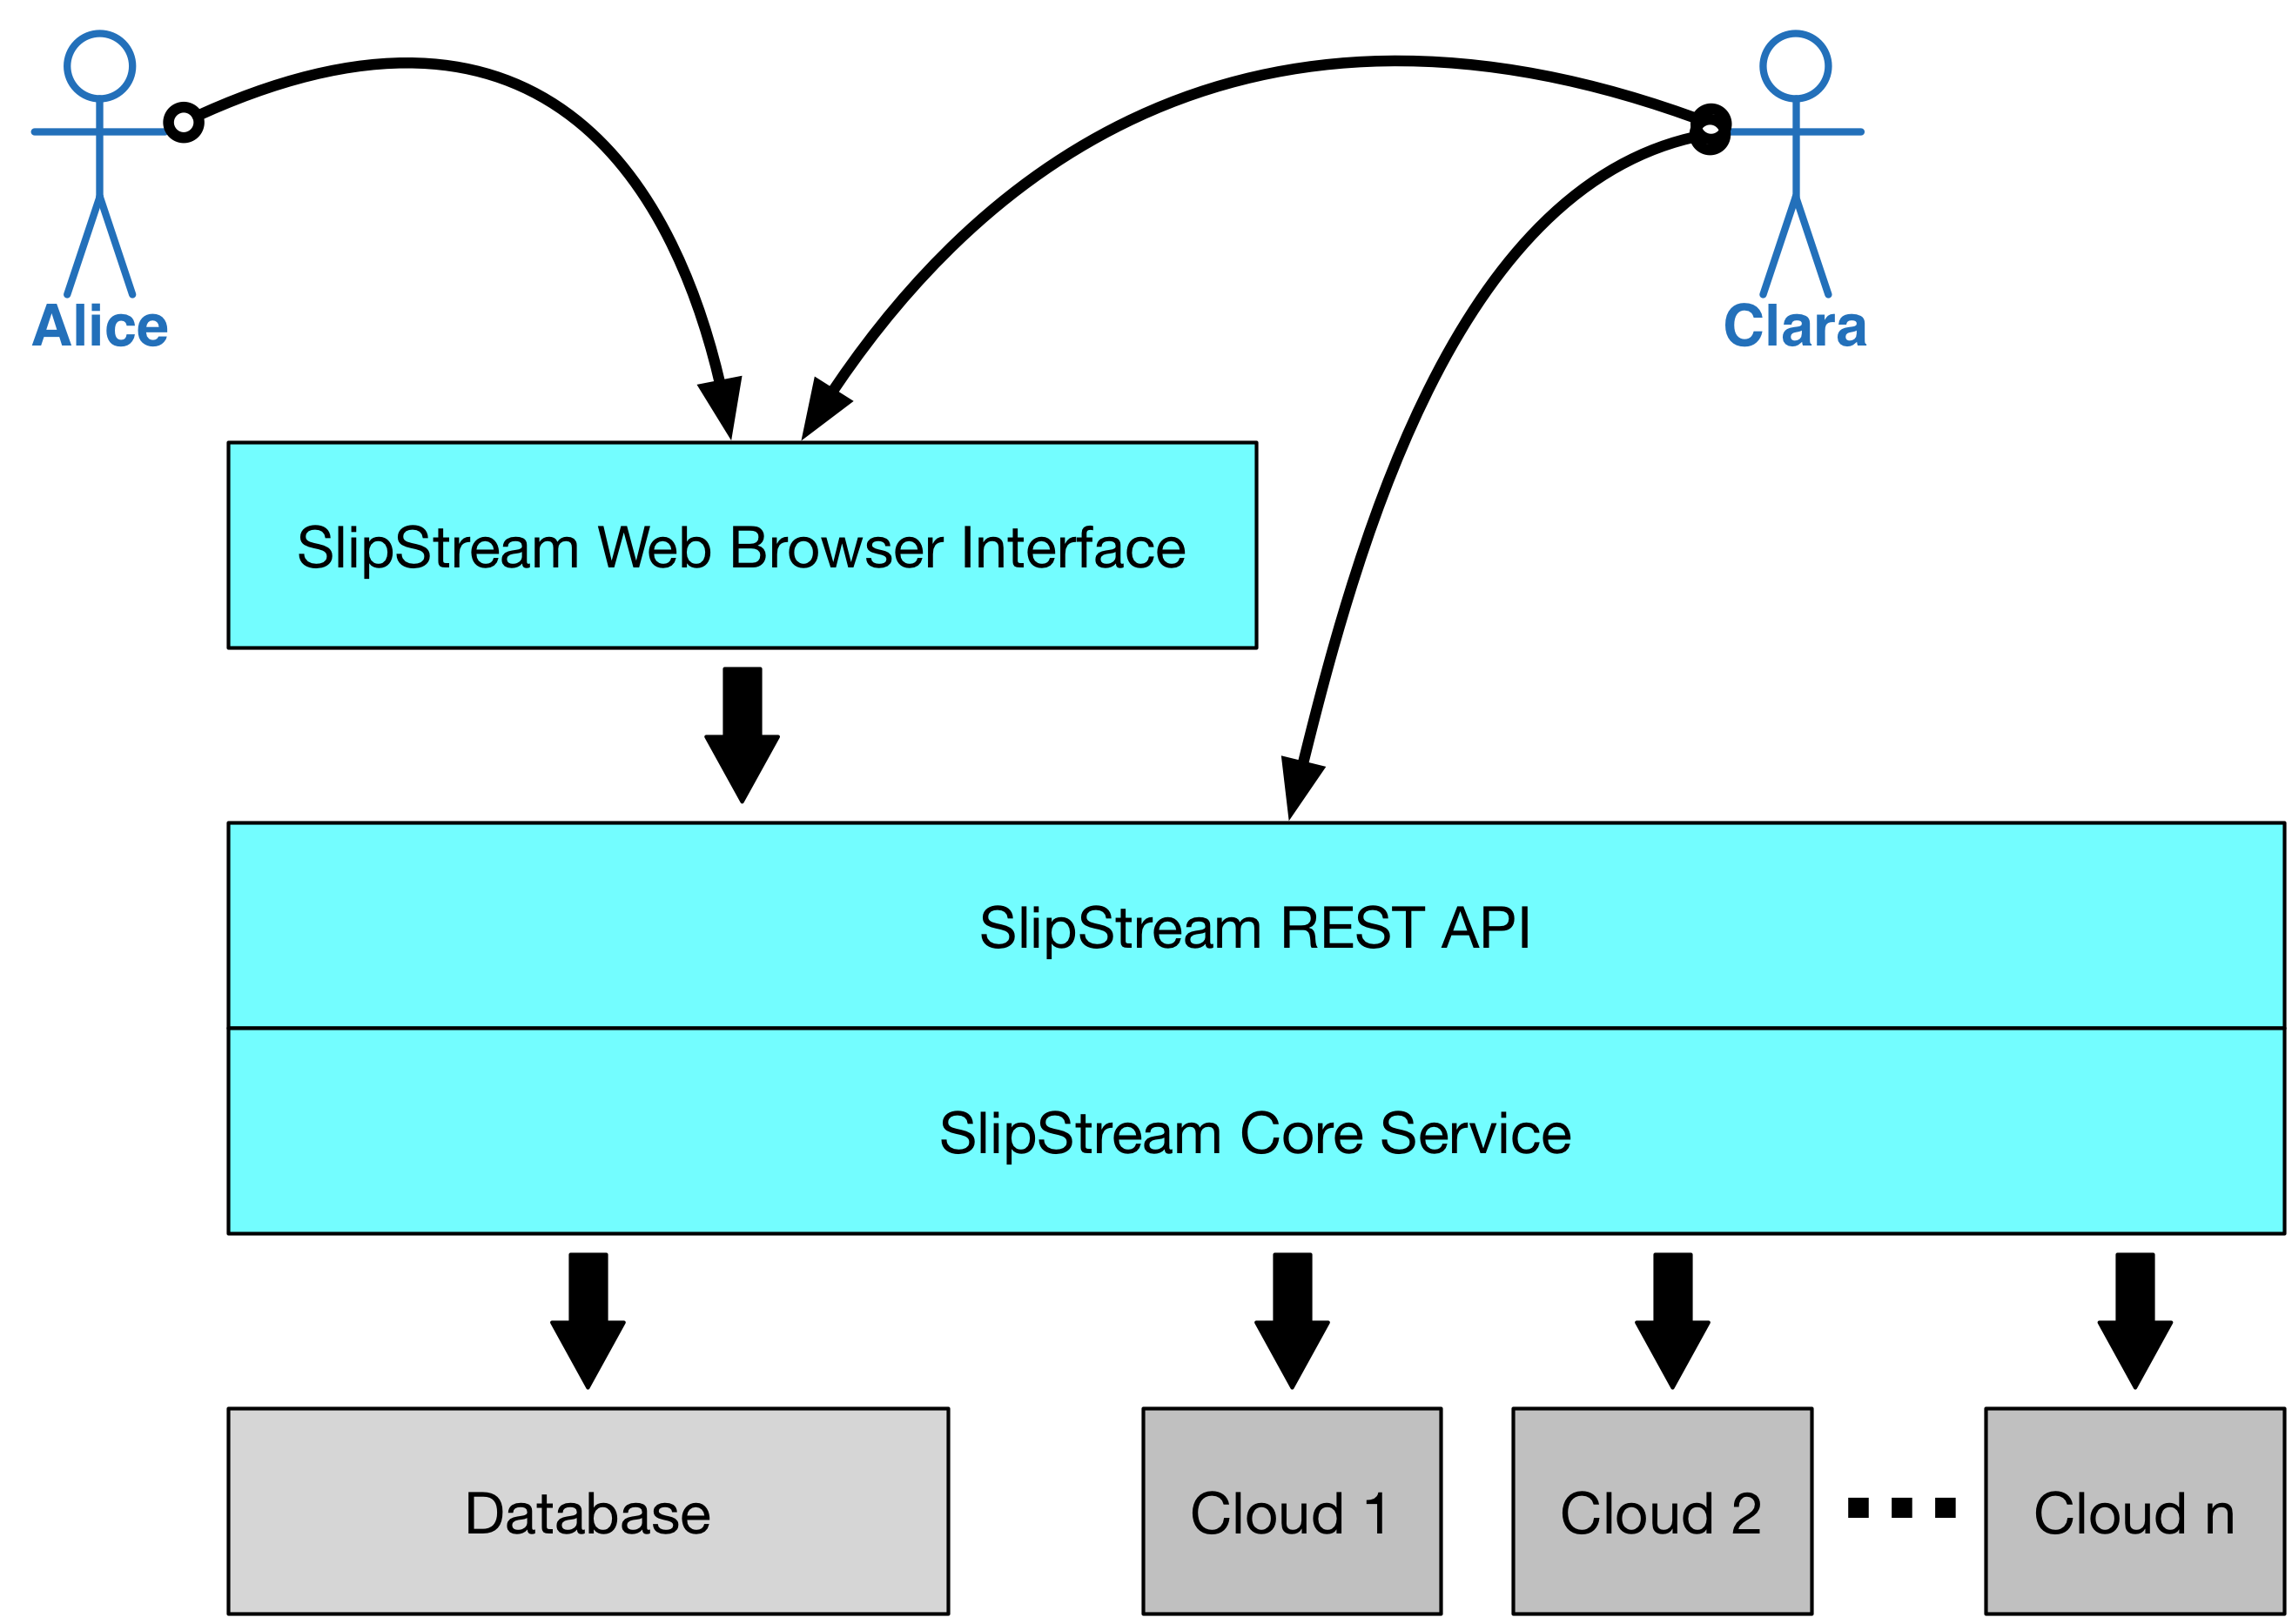 Alice
Clara
SlipStream Web Browser Interface
SlipStream REST API
SlipStream Core Service
Database
Cloud 1
Cloud 2
Cloud n